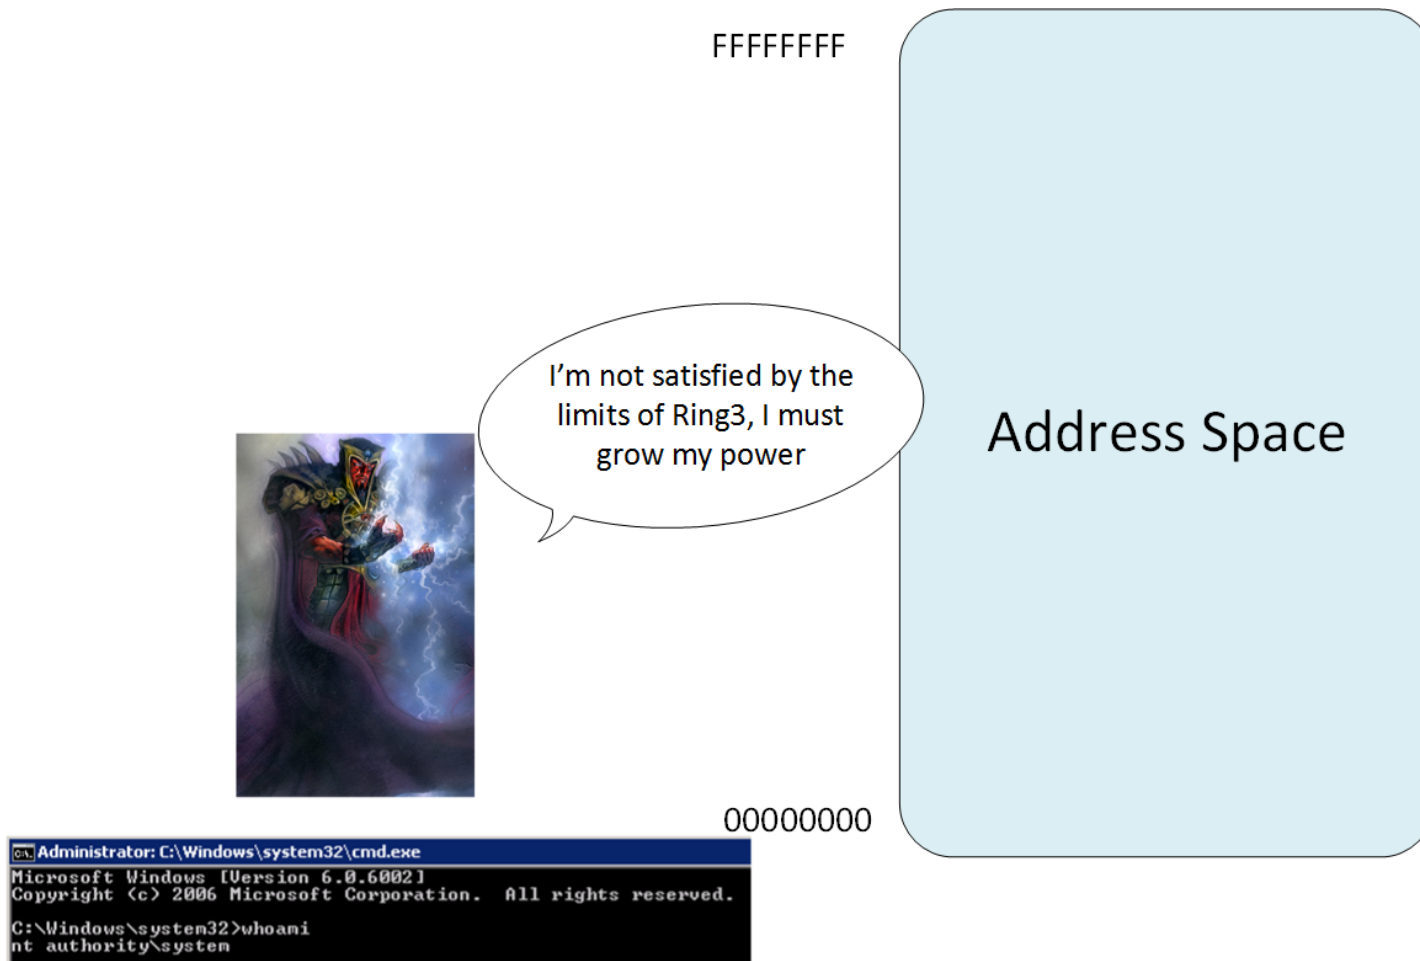 FFFFFFFF
I’m not satisfied by the
limits of Ring3, I must
grow my power
Address Space
00000000
Administrator: C:\Windows\system32\cmd.exe
Microsoft Windows [Version 6.0.6002]
Copyright (c) 2006 Microsoft Corporation.  All rights reserved.
C:\Windows\system32>whoami
nt authority\system